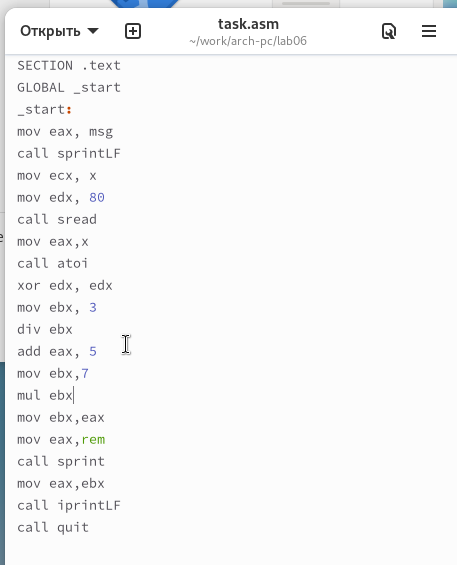 Открыть
task.asm
~/work/arch-pc/lab06
SECTION .text
GLOBAL _start
_start:
mov eax, msg
call sprintLF
mov ecx, x
mov edx, 80
call sread
mov eax,x
call atoi
xor edx, edx
mov ebx, 3
div ebx
add eax, 5
mov ebx,7
mul ebx
mov ebx,eax
mov eax,rem
call sprint
mov eax,ebx
call iprintLF
call quit